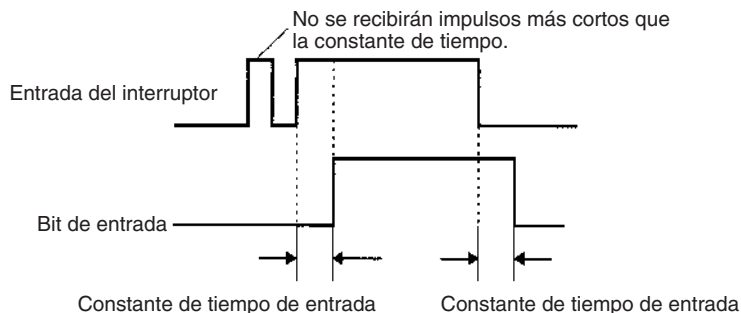 No se recibirán impulsos más cortos que
la constante de tiempo.
Entrada del interruptor
Bit de entrada
Constante de tiempo de entrada
Constante de tiempo de entrada